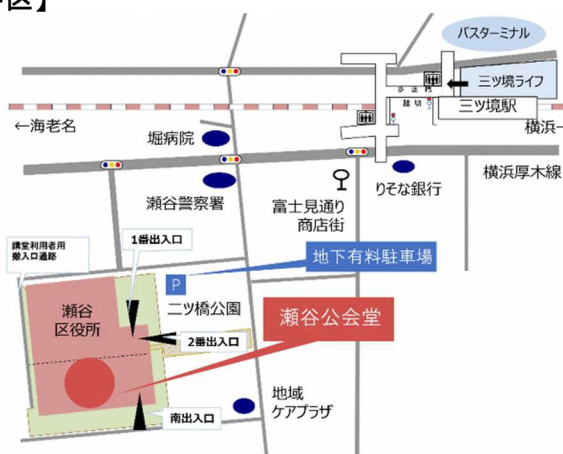 区】
バスターミナル
三ツ境ライフ
歩道橋
踏切
三ツ境駅
←海老名
横浜→
堀病院
横浜厚木線
瀬谷警察署
りそな銀行
富士見通り
商店街
1番出入口
講堂利用者用
搬入口通路
地下有料駐車場
P
二ツ橋公園
瀬谷
区役所
瀬谷公会堂
2番出入口
地域
ケアプラザ
南出入口